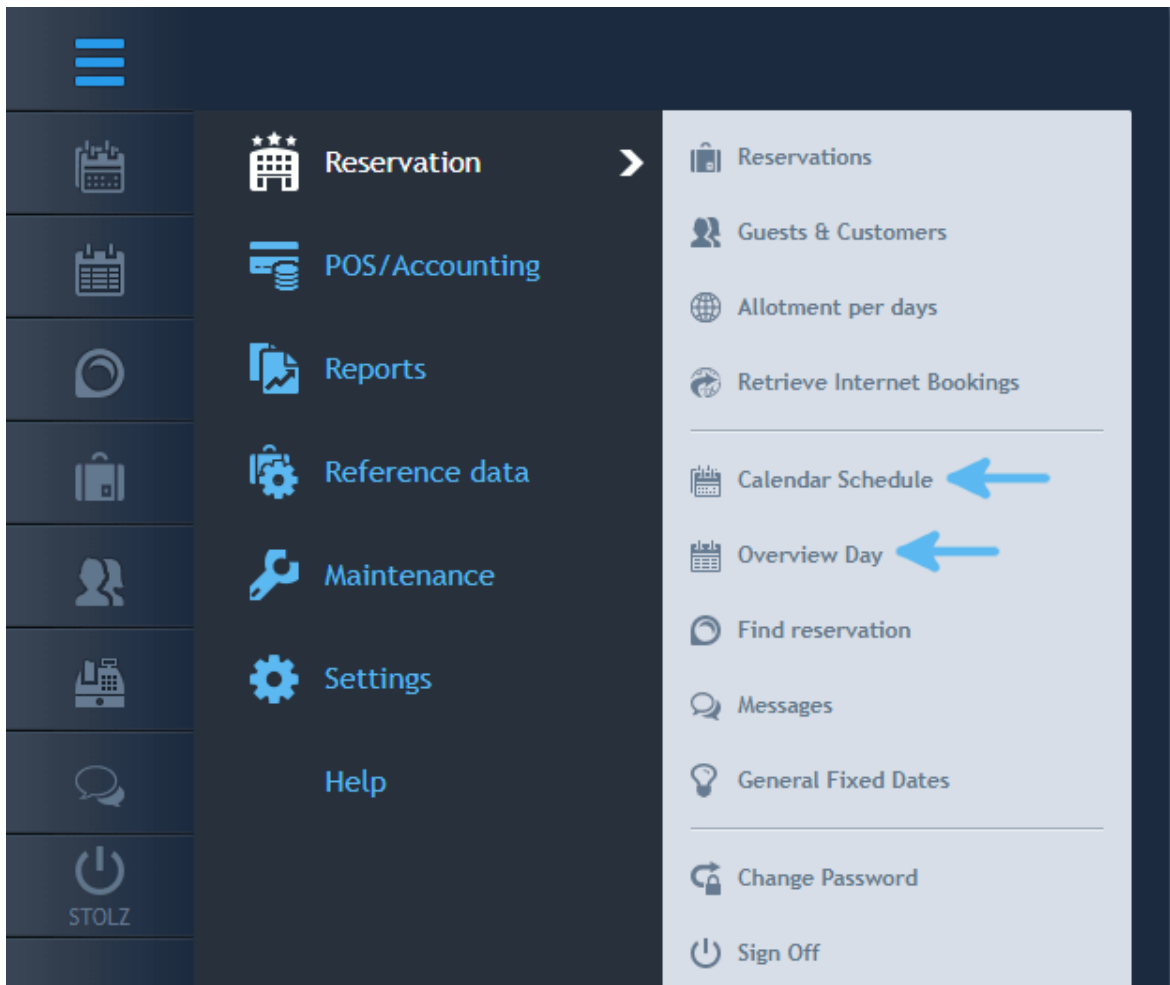 STOLZ
Reservation
POS/Accounting
Reports
Reference data
Maintenance
Settings
Help
Reservations
Guests & Customers
Allotment per days
Retrieve Internet Bookings
Calendar Schedule
Overview Day
Find reservation
Messages
General Fixed Dates
Change Password
Sign Off